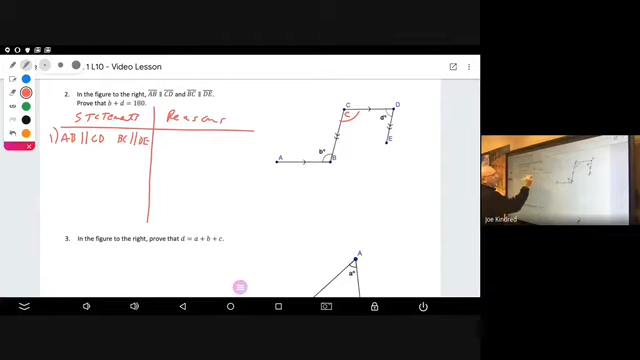 1 L10 - Video Lesson
2. In the figure to the right, AB ∥ CD and BC ∥ DE.
Prove that b + d = 180.
Statements Reasons
1) AB || CD BC || DE
C
D
c
d°
E
b°
A
B
3. In the figure to the right, prove that d = a + b + c.
A
a°
Joe Kindred